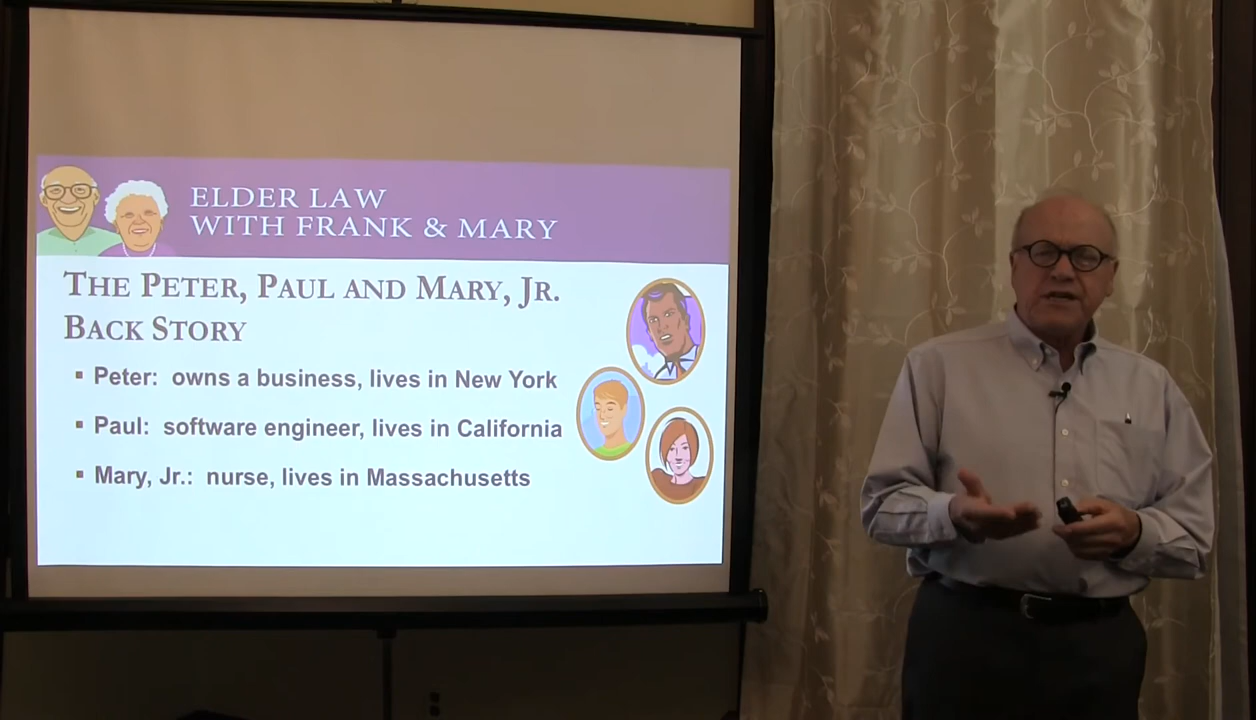 ELDER LAW
WITH FRANK & MARY
THE PETER, PAUL AND MARY, JR.
BACK STORY
▪ Peter: owns a business, lives in New York
▪ Paul: software engineer, lives in California
▪ Mary, Jr.: nurse, lives in Massachusetts